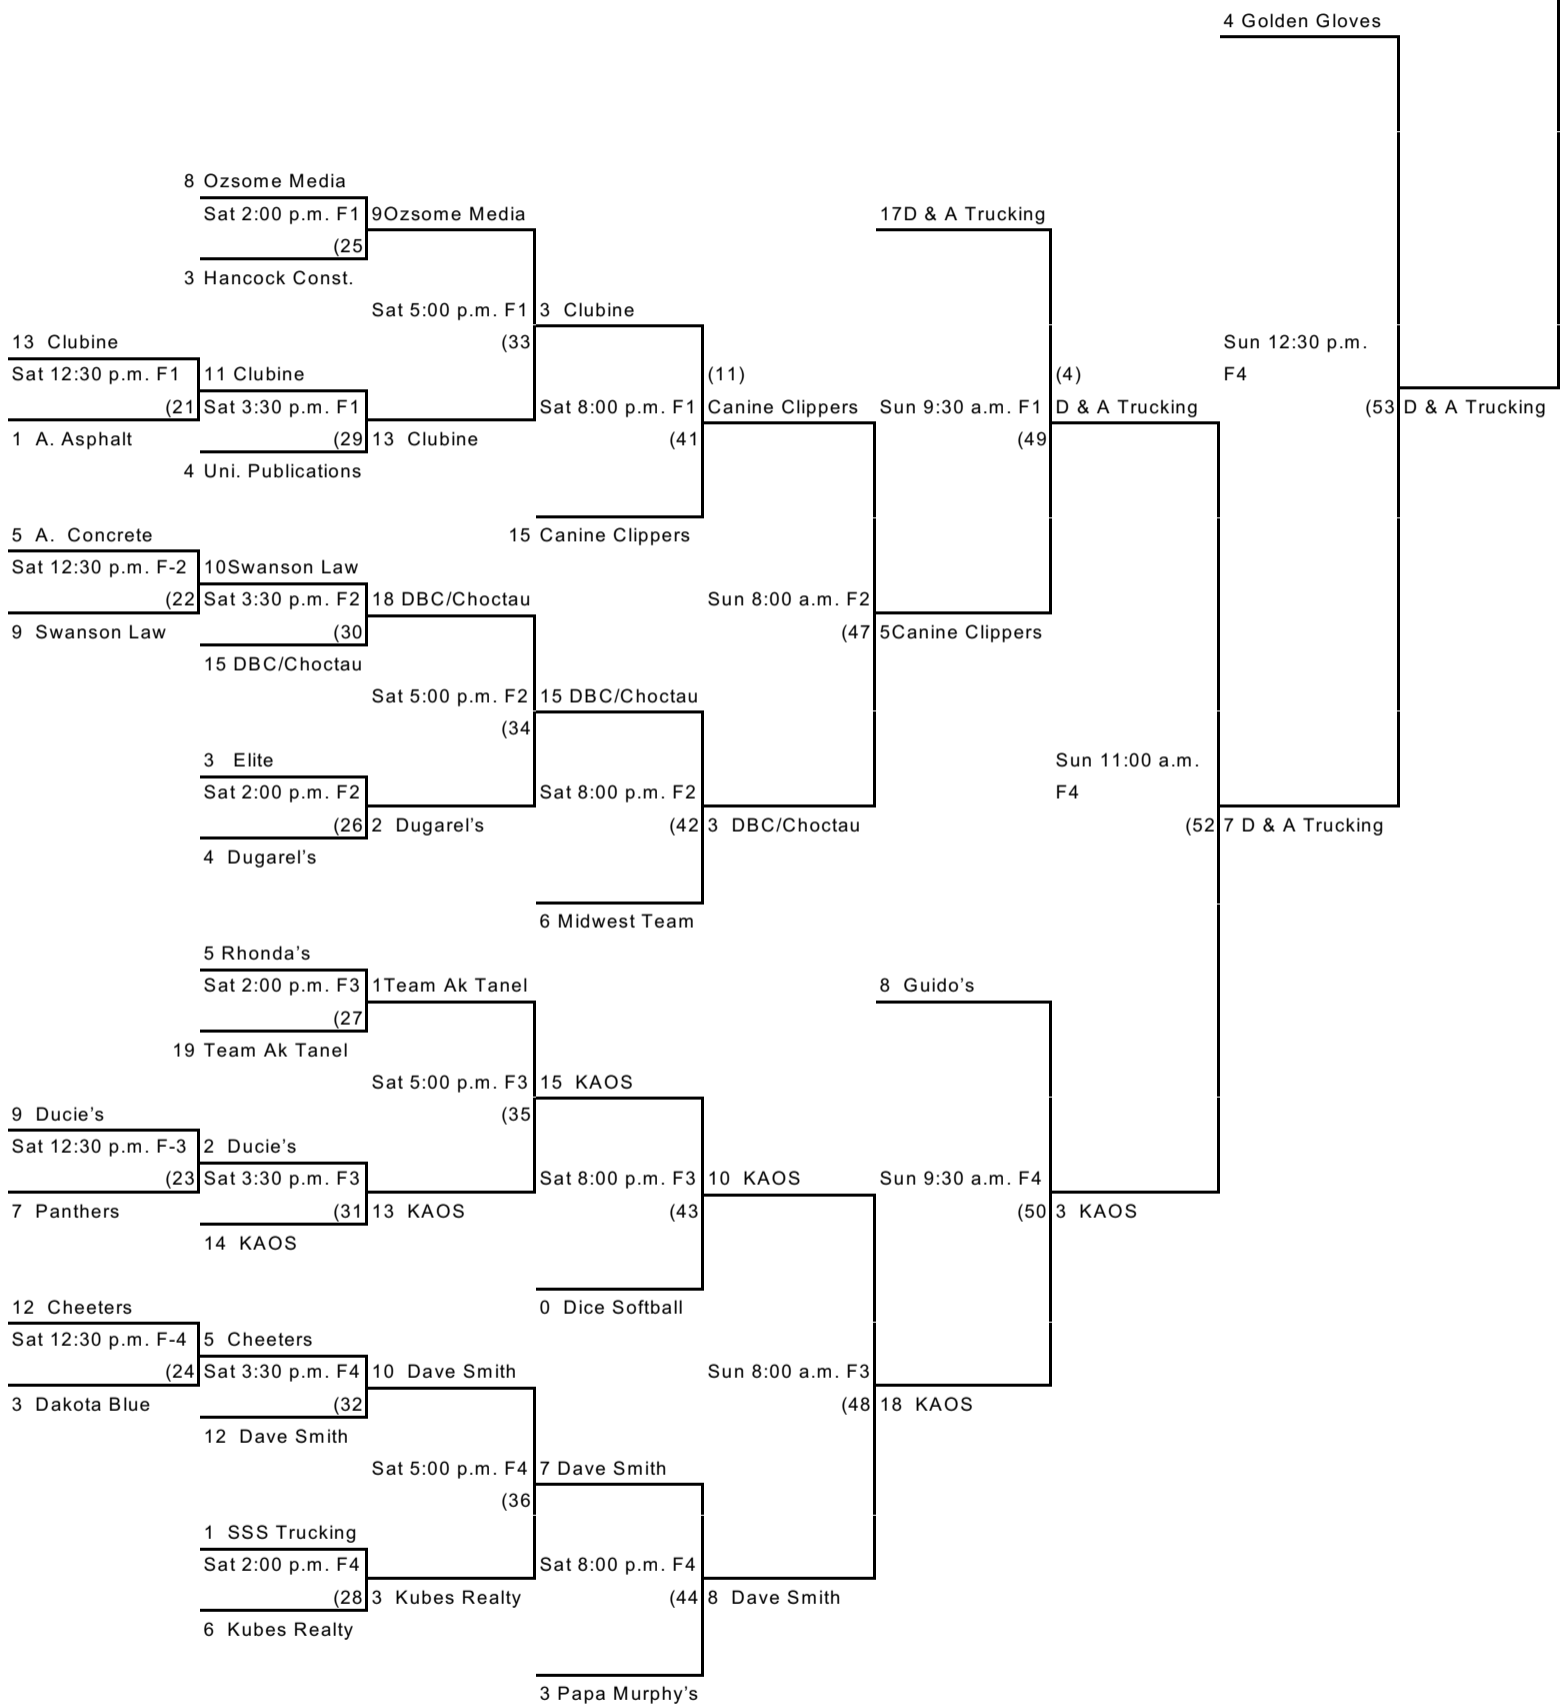 4 Golden Gloves
8 Ozsome Media
Sat 2:00 p.m. F1
9Ozsome Media
17D & A Trucking
(25
3 Hancock Const.
Sat 5:00 p.m. F1
3 Clubine
13 Clubine
(33
Sun 12:30 p.m.
Sat 12:30 p.m. F1
11 Clubine
(11)
(4)
F4
(21
Sat 3:30 p.m. F1
Sat 8:00 p.m. F1
Canine Clippers
Sun 9:30 a.m. F1
D & A Trucking
(53
D & A Trucking
1 A. Asphalt
(29
13 Clubine
(41
(49
4 Uni. Publications
5 A. Concrete
15 Canine Clippers
Sat 12:30 p.m. F-2
10Swanson Law
(22
Sat 3:30 p.m. F2
18 DBC/Choctau
Sun 8:00 a.m. F2
9 Swanson Law
(30
(47
5Canine Clippers
15 DBC/Choctau
Sat 5:00 p.m. F2
15 DBC/Choctau
(34
3 Elite
Sun 11:00 a.m.
Sat 2:00 p.m. F2
Sat 8:00 p.m. F2
F4
(26
2 Dugarel's
(42
3 DBC/Choctau
(52
7 D & A Trucking
4 Dugarel's
6 Midwest Team
5 Rhonda's
Sat 2:00 p.m. F3
1Team Ak Tanel
8 Guido's
(27
19 Team Ak Tanel
Sat 5:00 p.m. F3
15 KAOS
9 Ducie's
(35
Sat 12:30 p.m. F-3
2 Ducie's
(23
Sat 3:30 p.m. F3
Sat 8:00 p.m. F3
10 KAOS
Sun 9:30 a.m. F4
7 Panthers
(31
13 KAOS
(43
(50
3 KAOS
14 KAOS
12 Cheeters
0 Dice Softball
Sat 12:30 p.m. F-4
5 Cheeters
(24
Sat 3:30 p.m. F4
10 Dave Smith
Sun 8:00 a.m. F3
3 Dakota Blue
(32
(48
18 KAOS
12 Dave Smith
Sat 5:00 p.m. F4
7 Dave Smith
(36
1 SSS Trucking
Sat 2:00 p.m. F4
Sat 8:00 p.m. F4
(28
3 Kubes Realty
(44
8 Dave Smith
6 Kubes Realty
3 Papa Murphy's